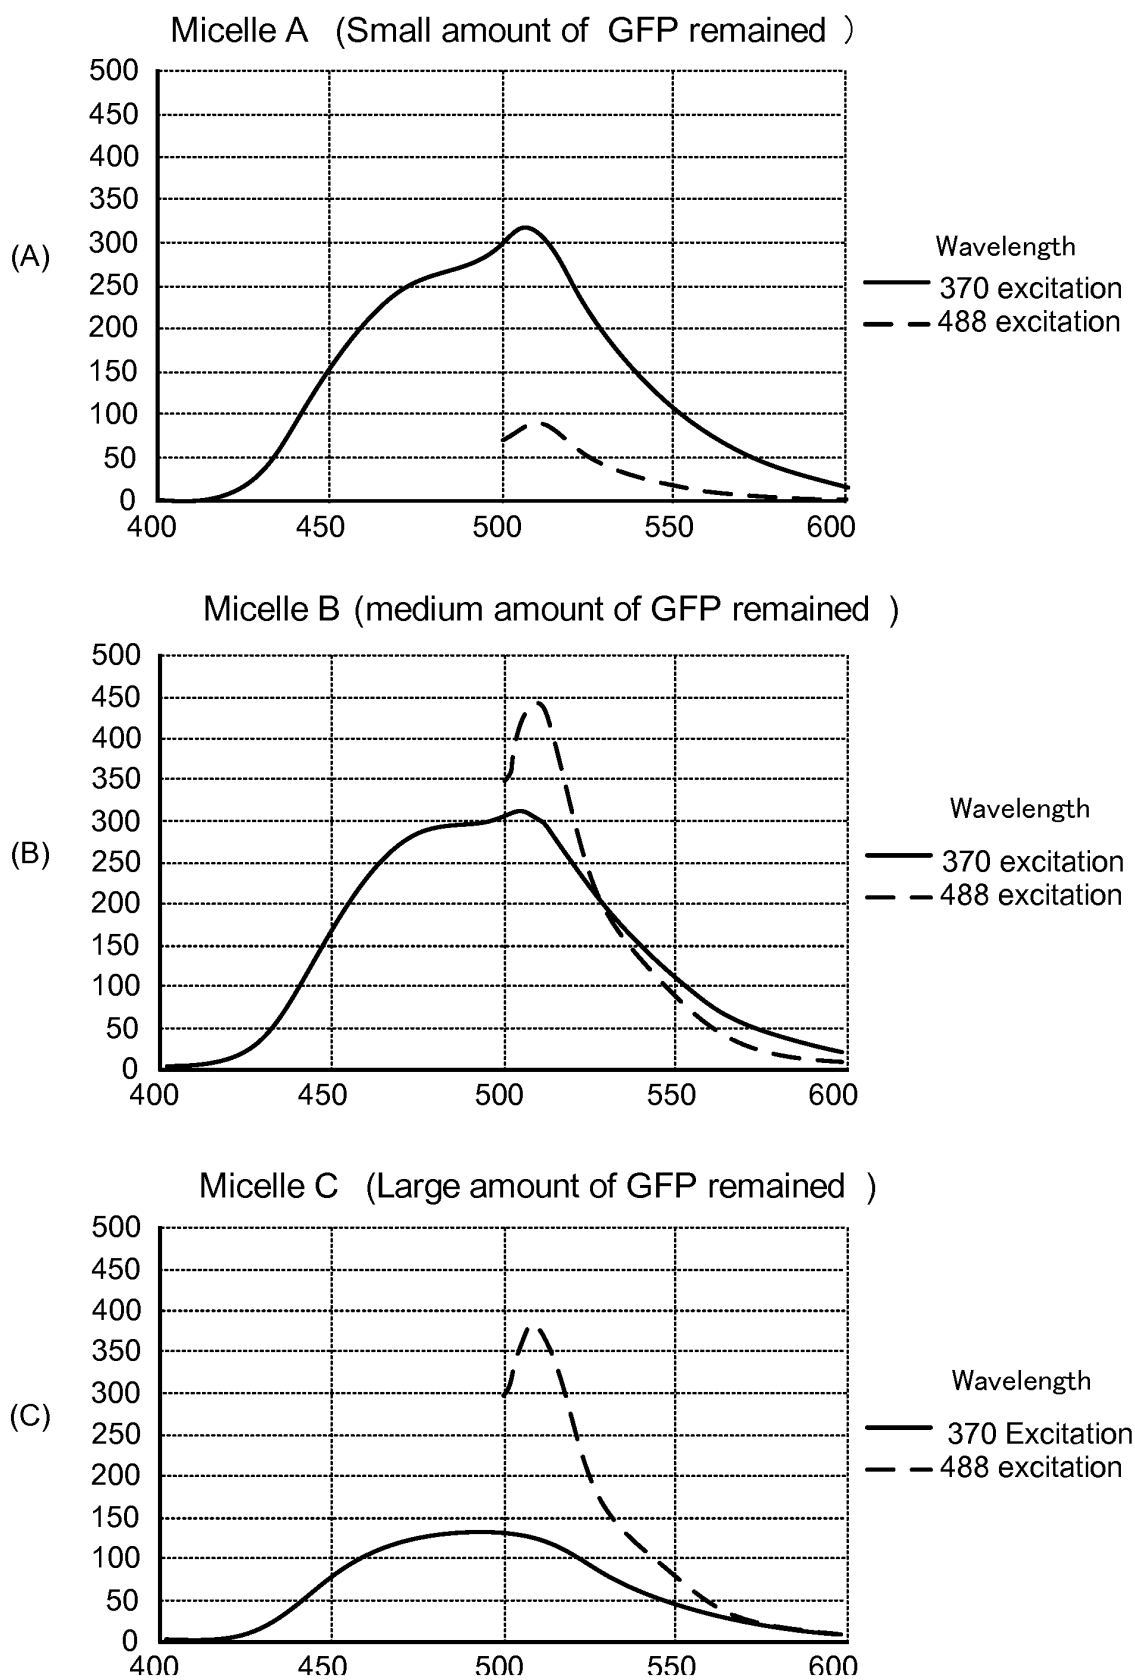 Micelle A (Small amount of GFP remained )
500
450
400
350
300
250
200
150
100
50
0
(A)
400 450 500 550 600
Wavelength
370 excitation
488 excitation
Micelle B (medium amount of GFP remained )
500
450
400
350
300
250
200
150
100
50
0
(B)
400 450 500 550 600
Wavelength
370 excitation
488 excitation
Micelle C (Large amount of GFP remained )
500
450
400
350
300
250
200
150
100
50
0
(C)
400 450 500 550 600
Wavelength
370 Excitation
488 excitation